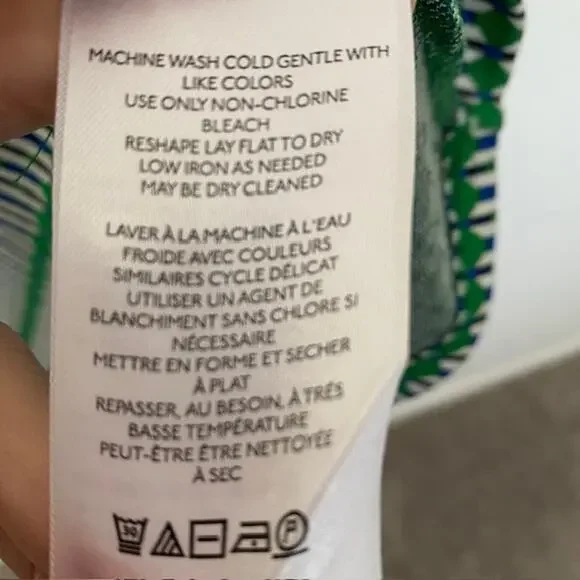 MACHINE WASH COLD GENTLE WITH
LIKE COLORS
USE ONLY NON-CHLORINE
BLEACH
RESHAPE LAY FLAT TO DRY
LOW IRON AS NEEDED
MAY BE DRY CLEANED
LAVER À LA MACHINE À L'EAU
FROIDE AVEC COULEURS
SIMILAIRES CYCLE DÉLICAT
UTILISER UN AGENT DE
BLANCHIMENT SANS CHLORE SI
NÉCESSAIRE
METTRE EN FORME ET SECHER
À PLAT
REPASSER, AU BESOIN, À TRÉS
BASSE TEMPÉRATURE
PEUT-ÊTRE ÊTRE NETTOYÉE
À SEC
30 P